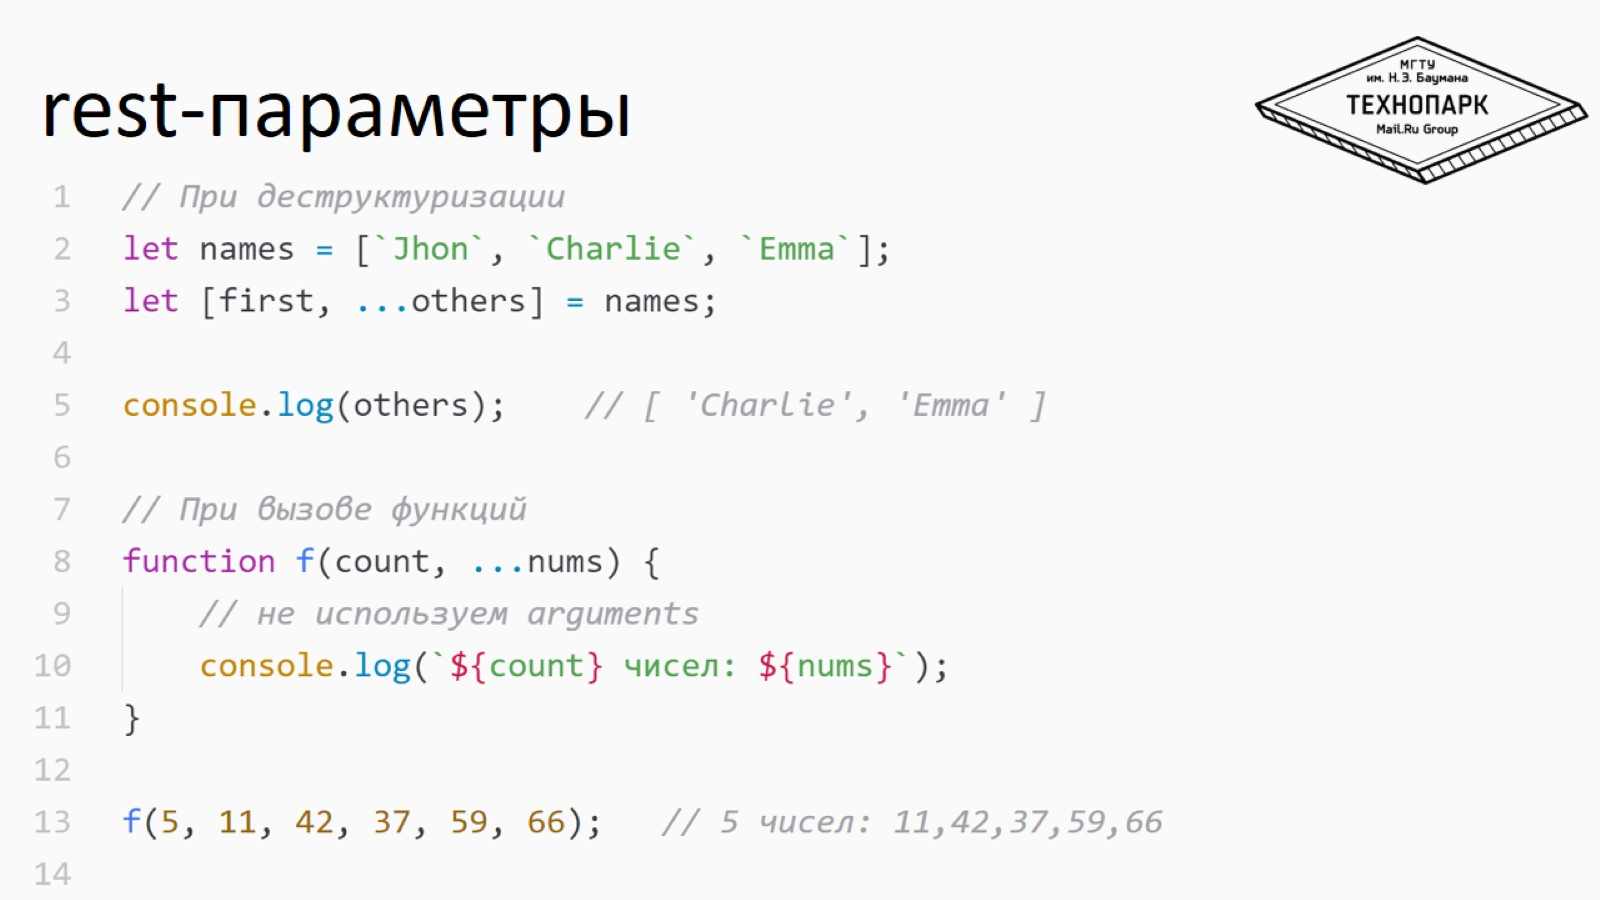 rest-параметры
МГТУ
им. Н.Э. Баумана
ТЕХНОПАРК
Mail.Ru Group
1 // При деструктуризации
2 let names = [`Jhon`, `Charlie`, `Emma`];
3 let [first, ...others] = names;
4
5 console.log(others); // [ 'Charlie', 'Emma' ]
6
7 // При вызове функций
8 function f(count, ...nums) {
9 // не используем arguments
10 console.log(`${count} чисел: ${nums}`);
11 }
12
13 f(5, 11, 42, 37, 59, 66); // 5 чисел: 11,42,37,59,66
14